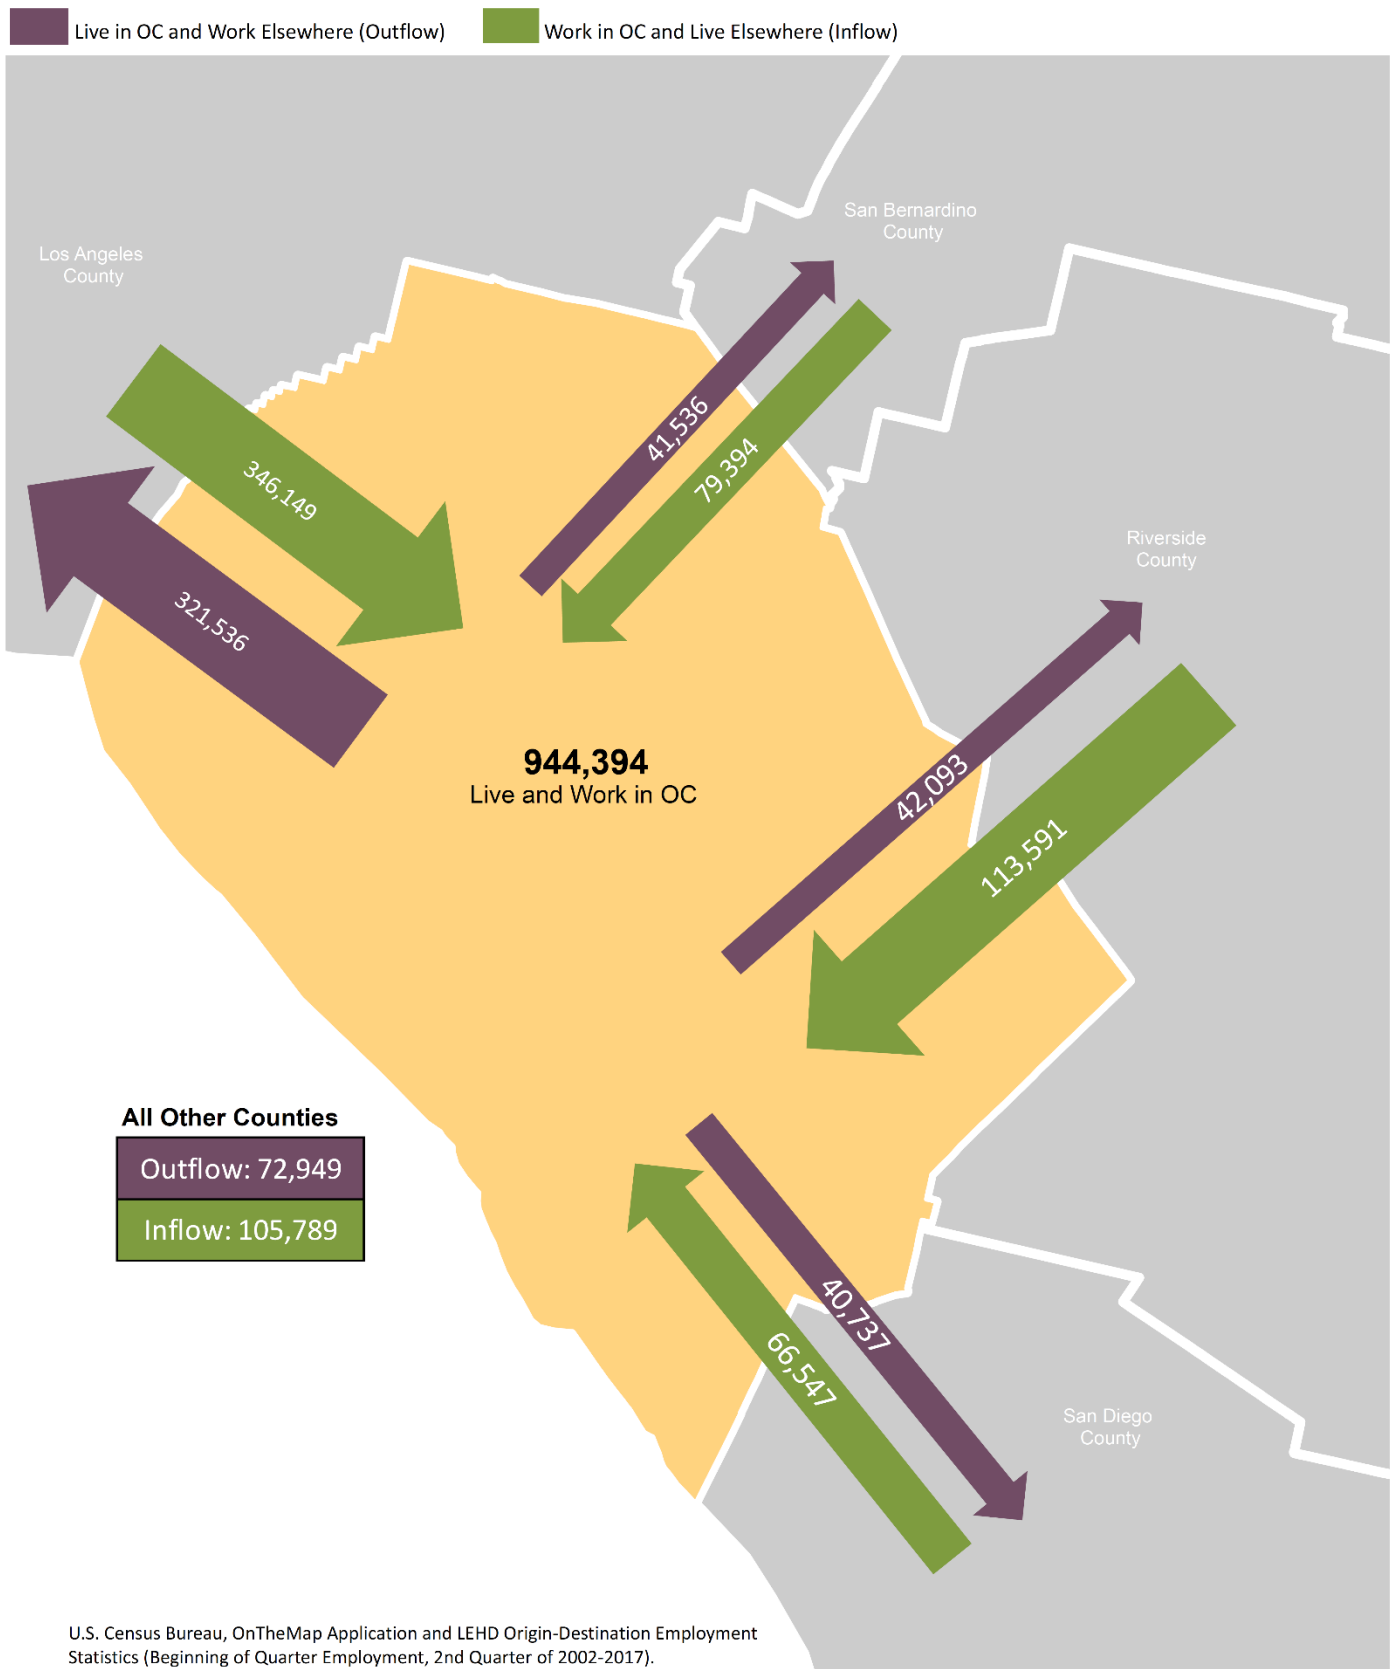 Live in OC and Work Elsewhere (Outflow)
Work in OC and Live Elsewhere (Inflow)
San Bernardino
County
Los Angeles
County
41,536
79,394
346,149
321,536
Riverside
County
944,394
Live and Work in OC
42,093
113,591
All Other Counties
Outflow: 72,949
Inflow: 105,789
40,737
66,547
San Diego
County
U.S. Census Bureau, OnTheMap Application and LEHD Origin-Destination Employment
Statistics (Beginning of Quarter Employment, 2nd Quarter of 2002-2017).